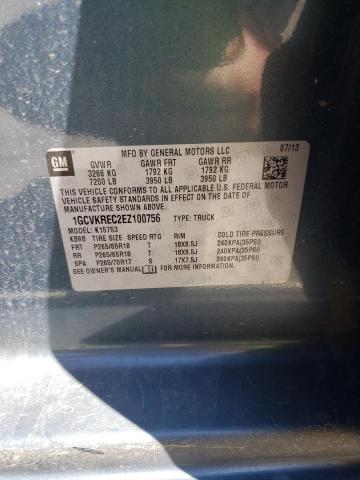 MFD BY GENERAL MOTORS LLC
GM GVWR GAWR FRT GAWR RR 07/13
3266 KG 1792 KG 1792 KG
7200 LB 3950 LB 3950 LB
THIS VEHICLE CONFORMS TO ALL APPLICABLE U.S. FEDERAL MOTOR
VEHICLE SAFETY STANDARDS IN EFFECT ON THE DATE OF
MANUFACTURE SHOWN ABOVE.
1GCVKREC2EZ100756 TYPE: TRUCK
MODEL: K15753
KB9B TIRE SIZE SPEED RTG RIM COLD TIRE PRESSURE
FRT P265/65R18 T 18X8.5J 240KPA(35PSI)
RR P265/65R18 T 18X8.5J 240KPA(35PSI)
SPA P265/70R17 S 17X7.5J 240KPA(35PSI)
SEE OWNER'S MANUAL FOR MORE INFORMATION.